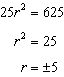 25r² = 625
r² = 25
r = ±5